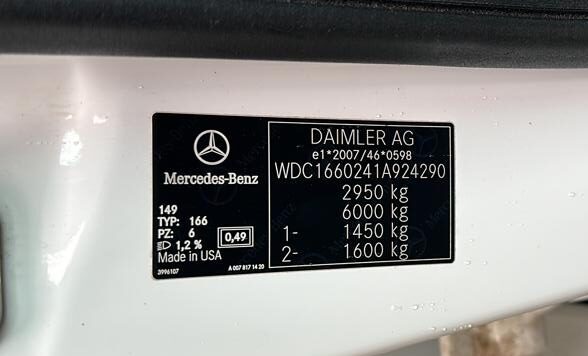 Mercedes-Benz
149
TYP: 166
PZ: 6
1,2 %
0,49
Made in USA
3996107
A 007 817 14 20
DAIMLER AG
e1*2007/46*0598
WDC1660241A924290
2950 kg
6000 kg
1- 1450 kg
2- 1600 kg